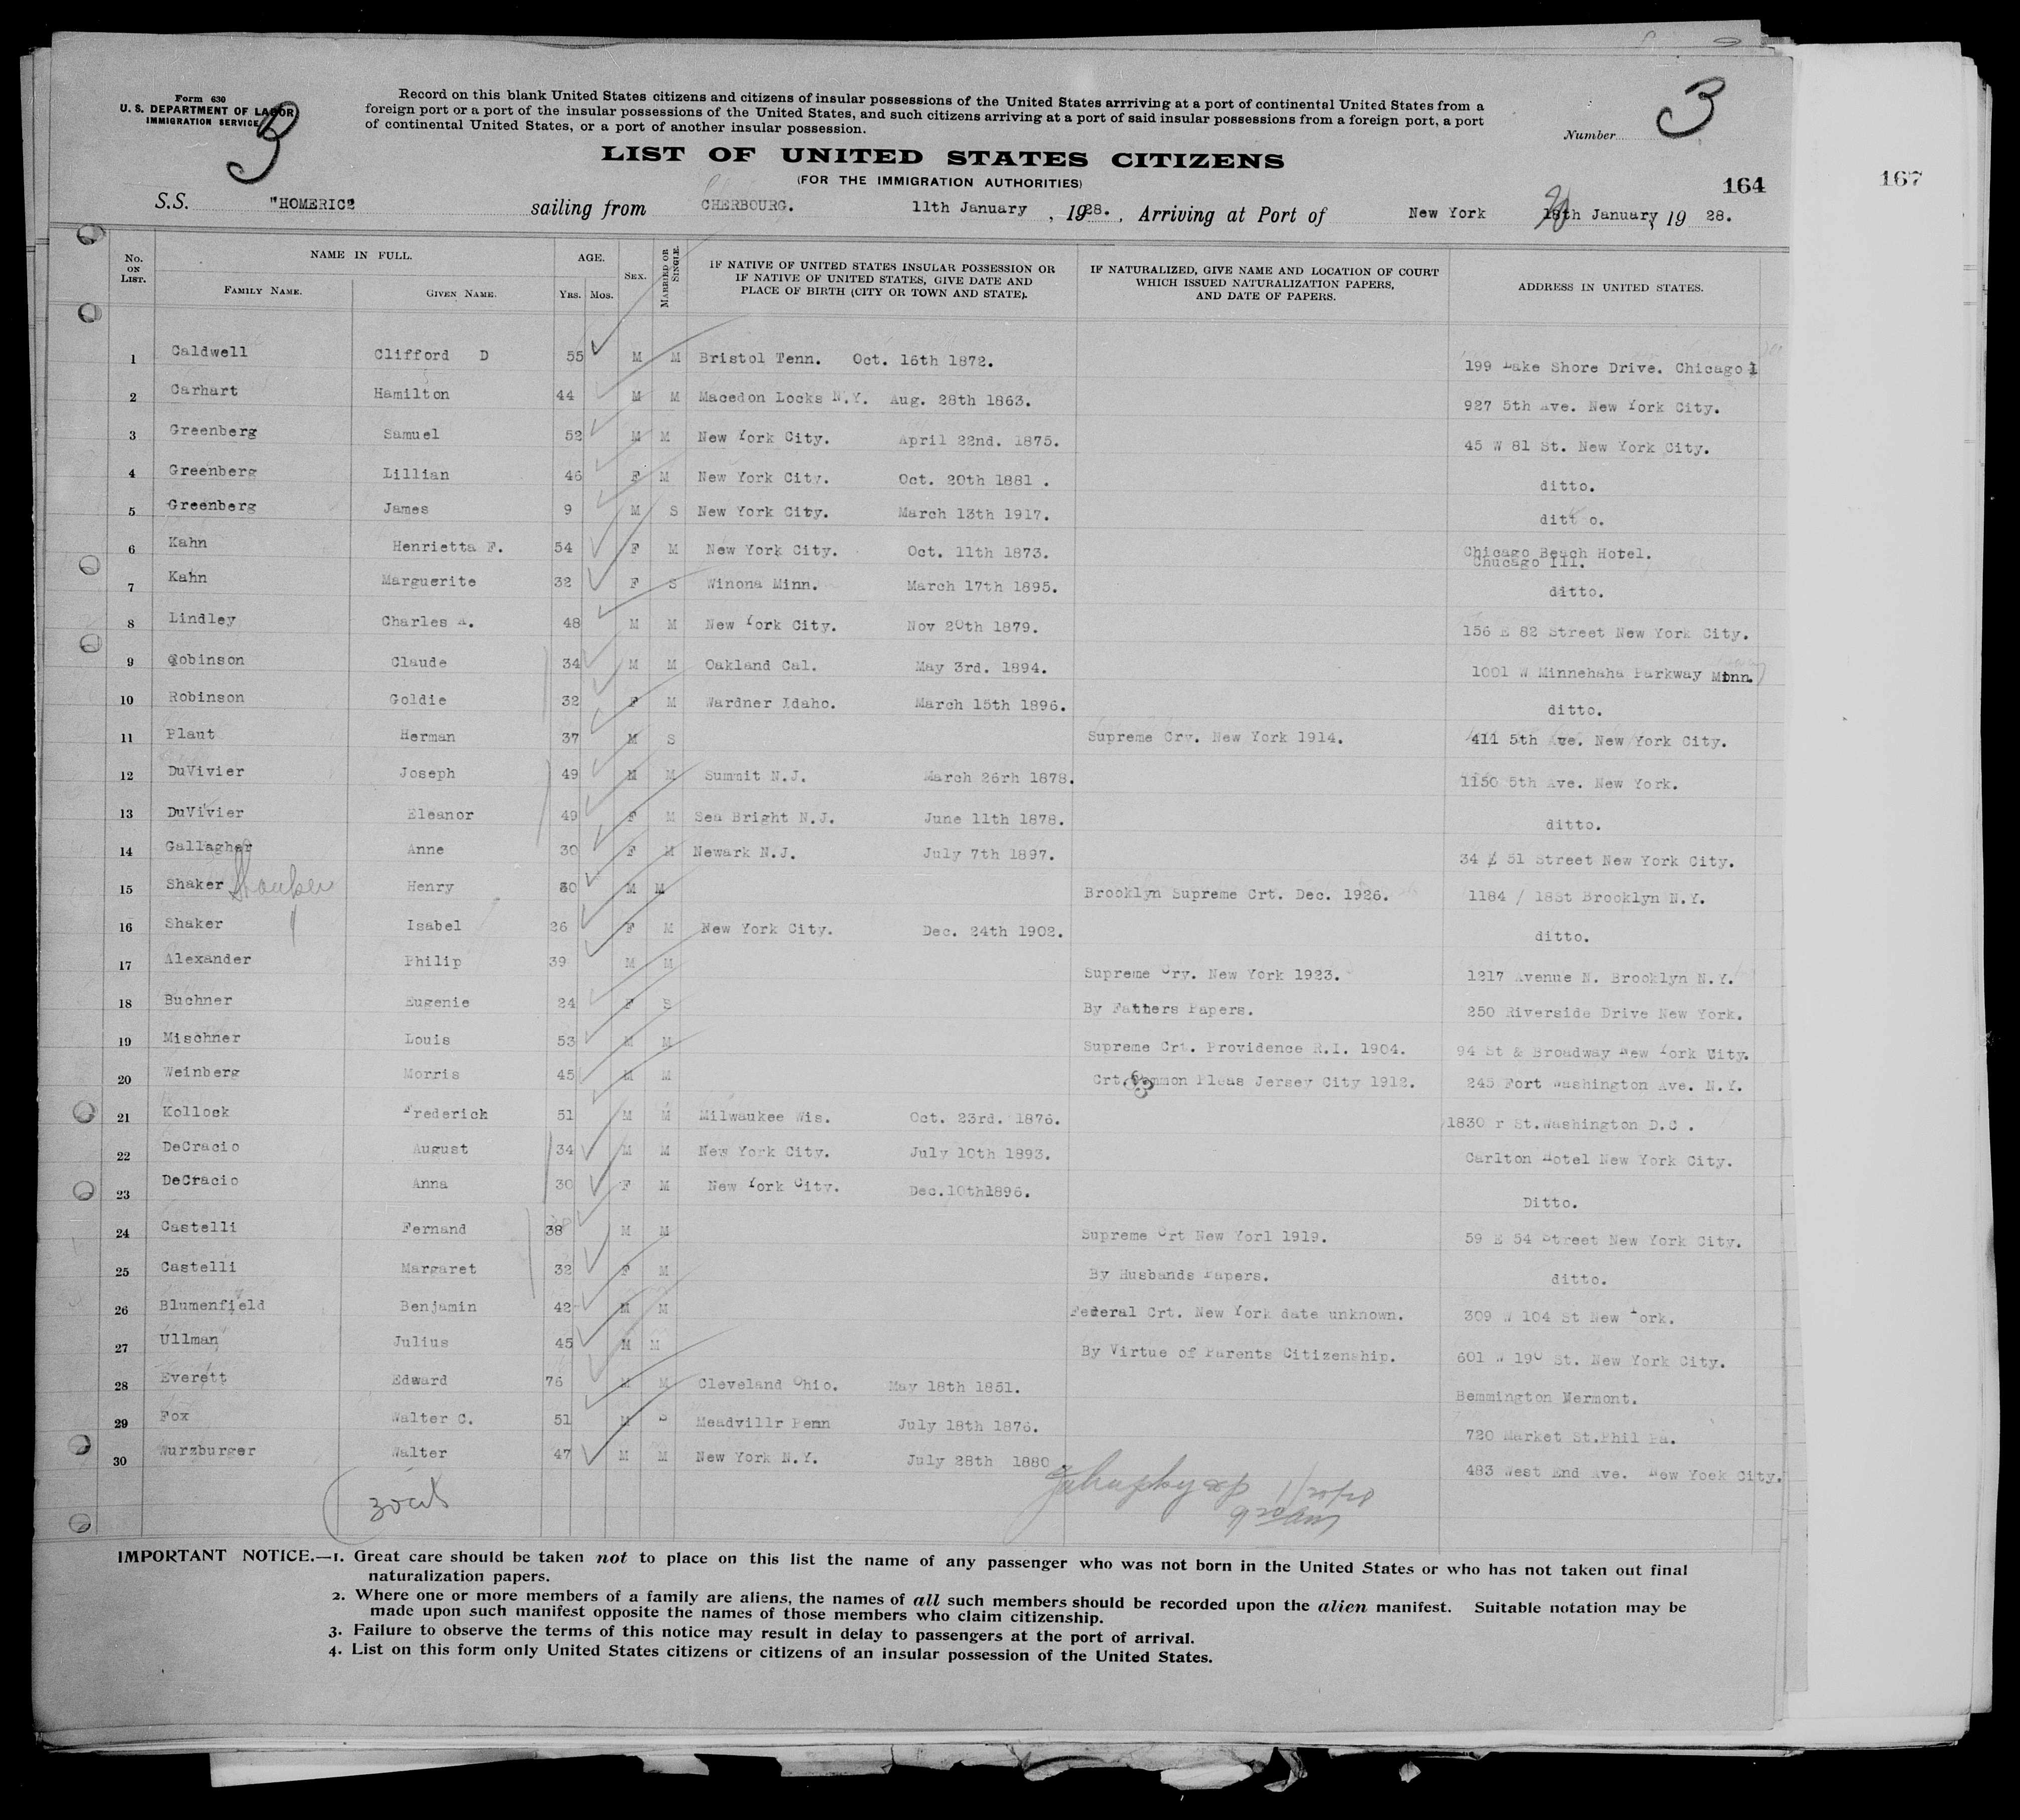 Form 630
U. S. DEPARTMENT OF LABOR
IMMIGRATION SERVICE
3
Record on this blank United States citizens and citizens of insular possessions of the United States arrriving at a port of continental United States from a
foreign port or a port of the insular possessions of the United States, and such citizens arriving at a port of said insular possessions from a foreign port, a port
of continental United States, or a port of another insular possession.
Number 3
LIST OF UNITED STATES CITIZENS
(FOR THE IMMIGRATION AUTHORITIES)
164
167
S.S. "HOMERIC" sailing from CHERBOURG. 11th January, 1928., Arriving at Port of New York 18th January, 1928.
No. ON LIST.
NAME IN FULL.
FAMILY NAME. GIVEN NAME.
AGE.
YRS. MOS.
SEX.
MARRIED OR SINGLE.
IF NATIVE OF UNITED STATES INSULAR POSSESSION OR
IF NATIVE OF UNITED STATES, GIVE DATE AND
PLACE OF BIRTH (CITY OR TOWN AND STATE).
IF NATURALIZED, GIVE NAME AND LOCATION OF COURT
WHICH ISSUED NATURALIZATION PAPERS,
AND DATE OF PAPERS.
ADDRESS IN UNITED STATES.
1 Caldwell Clifford D 55 M M Bristol Tenn. Oct. 16th 1872. 199 Lake Shore Drive. Chicago 1
2 Carhart Hamilton 44 M M Macedon Locks N.Y. Aug. 28th 1863. 927 5th Ave. New York City.
3 Greenberg Samuel 52 M M New York City. April 22nd. 1875. 45 W 81 St. New York City.
4 Greenberg Lillian 46 F M New York City. Oct. 20th 1881 . ditto.
5 Greenberg James 9 M S New York City. March 13th 1917. ditt o.
6 Kahn Henrietta F. 54 F M New York City. Oct. 11th 1873. Chicago Beach Hotel.
Chucago III.
7 Kahn Marguerite 32 F S Winona Minn. March 17th 1895. ditto.
8 Lindley Charles A. 48 M M New York City. Nov 20th 1879. 156 E 82 Street New York City.
9 Robinson Claude 34 M M Oakland Cal. May 3rd. 1894. 1001 W Minnehaha Parkway Minn.
10 Robinson Goldie 32 F M Wardner Idaho. March 15th 1896. ditto.
11 Plaut Herman 37 M S Supreme Crv. New York 1914. 411 5th Ave. New York City.
12 DuVivier Joseph 49 M M Summit N.J. March 26rh 1878. 1150 5th Ave. New York.
13 DuVivier Eleanor 49 F M Sea Bright N.J. June 11th 1878. ditto.
14 Gallagher Anne 30 F M Newark N.J. July 7th 1897. 34 E 51 Street New York City.
15 Shaker Henry 30 M M Brooklyn Supreme Crt. Dec. 1926. 1184 / 18St Brooklyn N.Y.
16 Shaker Isabel 26 F M New York City. Dec. 24th 1902. ditto.
17 Alexander Philip 39 M M Supreme Cry. New York 1923. 1217 Avenue N. Brooklyn N.Y.
18 Buchner Eugenie 24 F S By Fathers Papers. 250 Riverside Drive New York.
19 Mischner Louis 53 M M Supreme Crt. Providence R.I. 1904. 94 St & Broadway New York City.
20 Weinberg Morris 45 M M Crt Common Pleas Jersey City 1912. 245 Fort Washington Ave. N.Y.
21 Kollock Frederick 51 M M Milwaukee Wis. Oct. 23rd. 1876. 1830 r St.Washington D.C .
22 DeCracio August 34 M M New York City. July 10th 1893. Carlton Hotel New York City.
23 DeCracio Anna 30 F M New York City. Dec.10th1896. Ditto.
24 Castelli Fernand 38 M M Supreme Crt New Yorl 1919. 59 E 54 Street New York City.
25 Castelli Margaret 32 F M By Husbands Papers. ditto.
26 Blumenfield Benjamin 42 M M Federal Crt. New York date unknown. 309 W 104 St New York.
27 Ullman Julius 45 M M By Virtue of Parents Citizenship. 601 W 190 St. New York City.
28 Everett Edward 76 M M Cleveland Ohio. May 18th 1851. Bemmington Nermont.
29 Fox Walter C. 51 M Meadvillr Penn July 18th 1876. 720 Market St.Phil Pa.
30 Wurzburger Walter 47 M M New York N.Y. July 28th 1880 483 West End Ave. New Yoek City.
IMPORTANT NOTICE.—1. Great care should be taken not to place on this list the name of any passenger who was not born in the United States or who has not taken out final
naturalization papers.
2. Where one or more members of a family are aliens, the names of all such members should be recorded upon the alien manifest. Suitable notation may be
made upon such manifest opposite the names of those members who claim citizenship.
3. Failure to observe the terms of this notice may result in delay to passengers at the port of arrival.
4. List on this form only United States citizens or citizens of an insular possession of the United States.